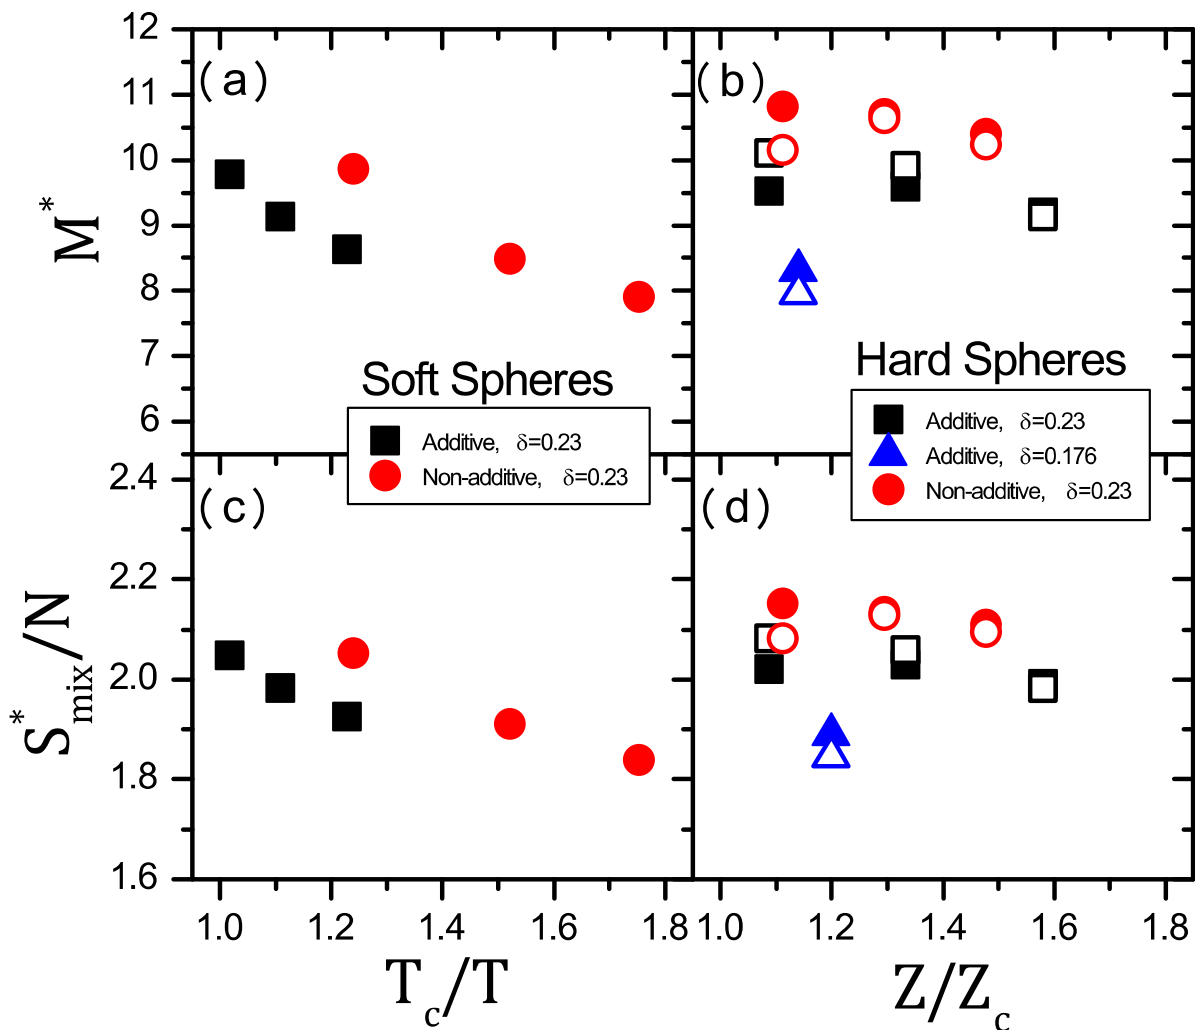 12
11
10
9
8
7
6
M*
(a)
(b)
Soft Spheres
Additive, δ=0.23
Non-additive, δ=0.23
Hard Spheres
Additive, δ=0.23
Additive, δ=0.176
Non-additive, δ=0.23
2.4
2.2
2.0
1.8
1.6
S*mix/N
(c)
(d)
1.0 1.2 1.4 1.6 1.8 1.0 1.2 1.4 1.6 1.8
Tc/T Z/Zc